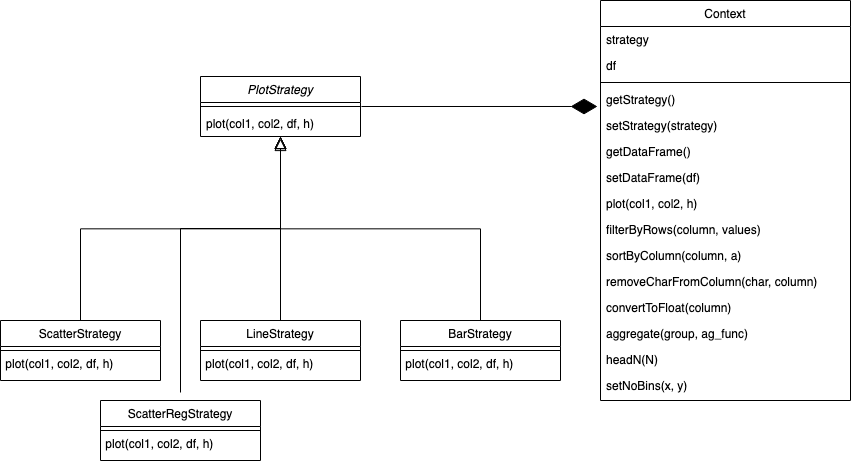 Context
strategy
df
getStrategy()
setStrategy(strategy)
getDataFrame()
setDataFrame(df)
plot(col1, col2, h)
filterByRows(column, values)
sortByColumn(column, a)
removeCharFromColumn(char, column)
convertToFloat(column)
aggregate(group, ag_func)
headN(N)
setNoBins(x, y)
PlotStrategy
plot(col1, col2, df, h)
ScatterStrategy
plot(col1, col2, df, h)
LineStrategy
plot(col1, col2, df, h)
BarStrategy
plot(col1, col2, df, h)
ScatterRegStrategy
plot(col1, col2, df, h)